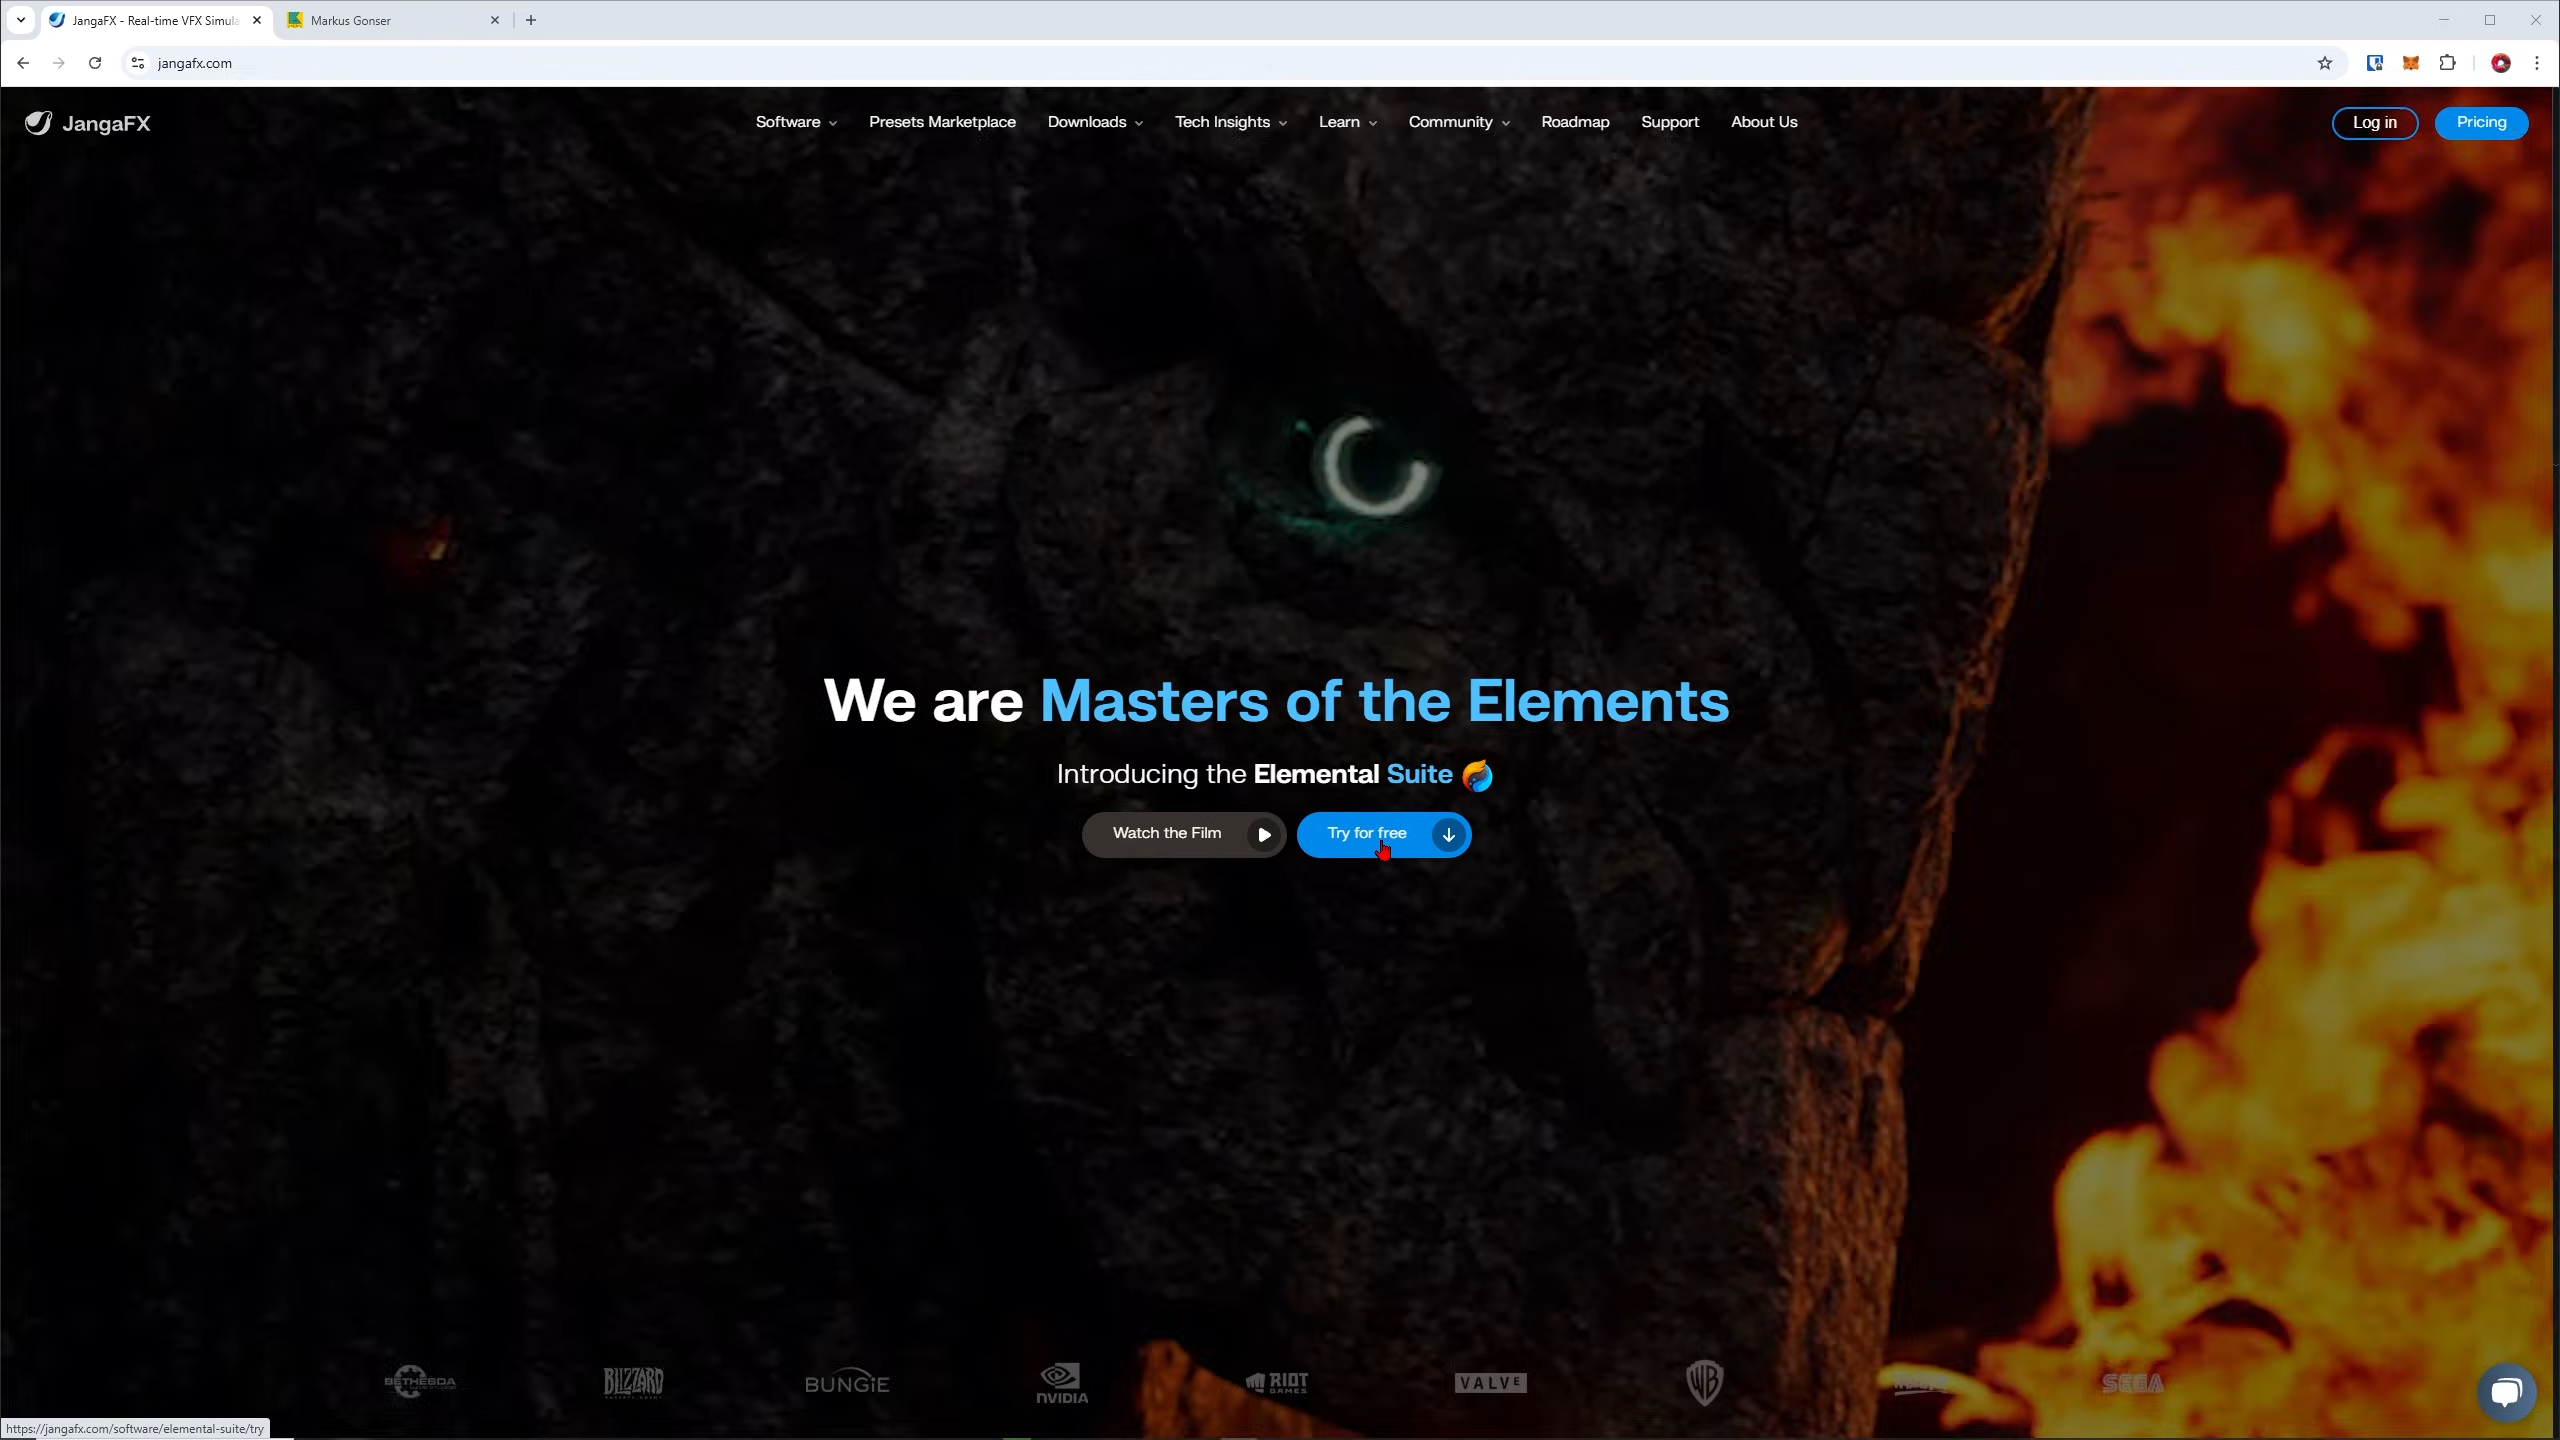 JangaFX - Real-time VFX Simula
Markus Gonser
jangafx.com
JangaFX
Software
Presets Marketplace
Downloads
Tech Insights
Learn
Community
Roadmap
Support
About Us
Log in
Pricing
We are Masters of the Elements
Introducing the Elemental Suite
Watch the Film
Try for free
BETHESDA
BLIZZARD
BUNGiE
NVIDIA
RIOT
GAMES
VALVE
WB
SEGA
https://jangafx.com/software/elemental-suite/try